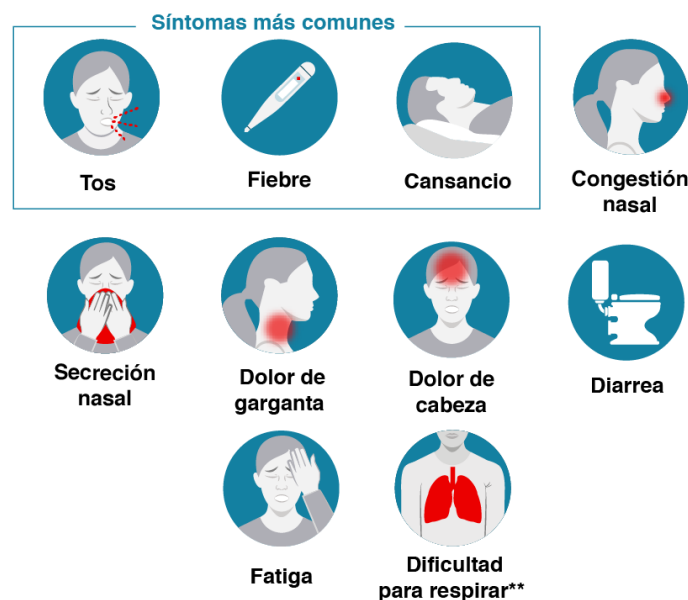 Síntomas más comunes
Tos
Fiebre
Cansancio
Congestión
nasal
Secreción
nasal
Dolor de
garganta
Dolor de
cabeza
Diarrea
Fatiga
Dificultad
para respirar**